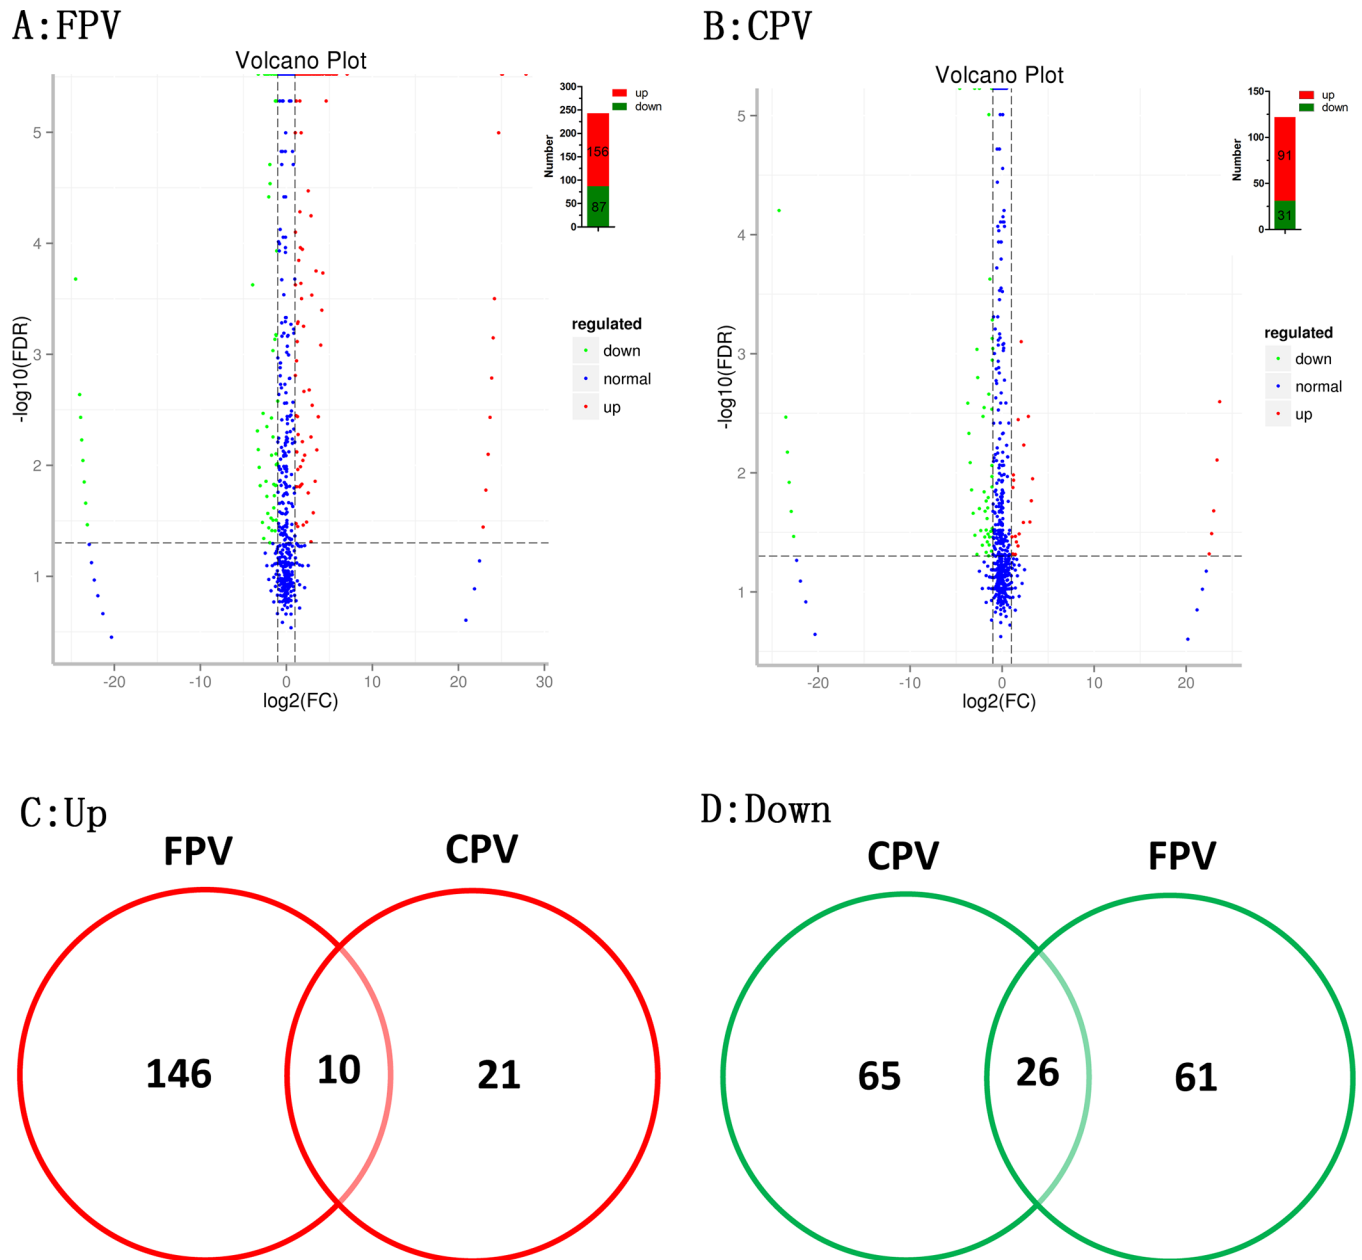 A:FPV
Volcano Plot
-log10(FDR)
5
4
3
2
1
-20
-10
0
10
20
30
log2(FC)
Number
300
250
200
150
100
50
0
156
87
up
down
regulated
down
normal
up
B:CPV
Volcano Plot
-log10(FDR)
5
4
3
2
1
-20
-10
0
10
20
log2(FC)
Number
150
100
50
0
91
31
up
down
regulated
down
normal
up
C:Up
FPV
CPV
146
10
21
D:Down
CPV
FPV
65
26
61